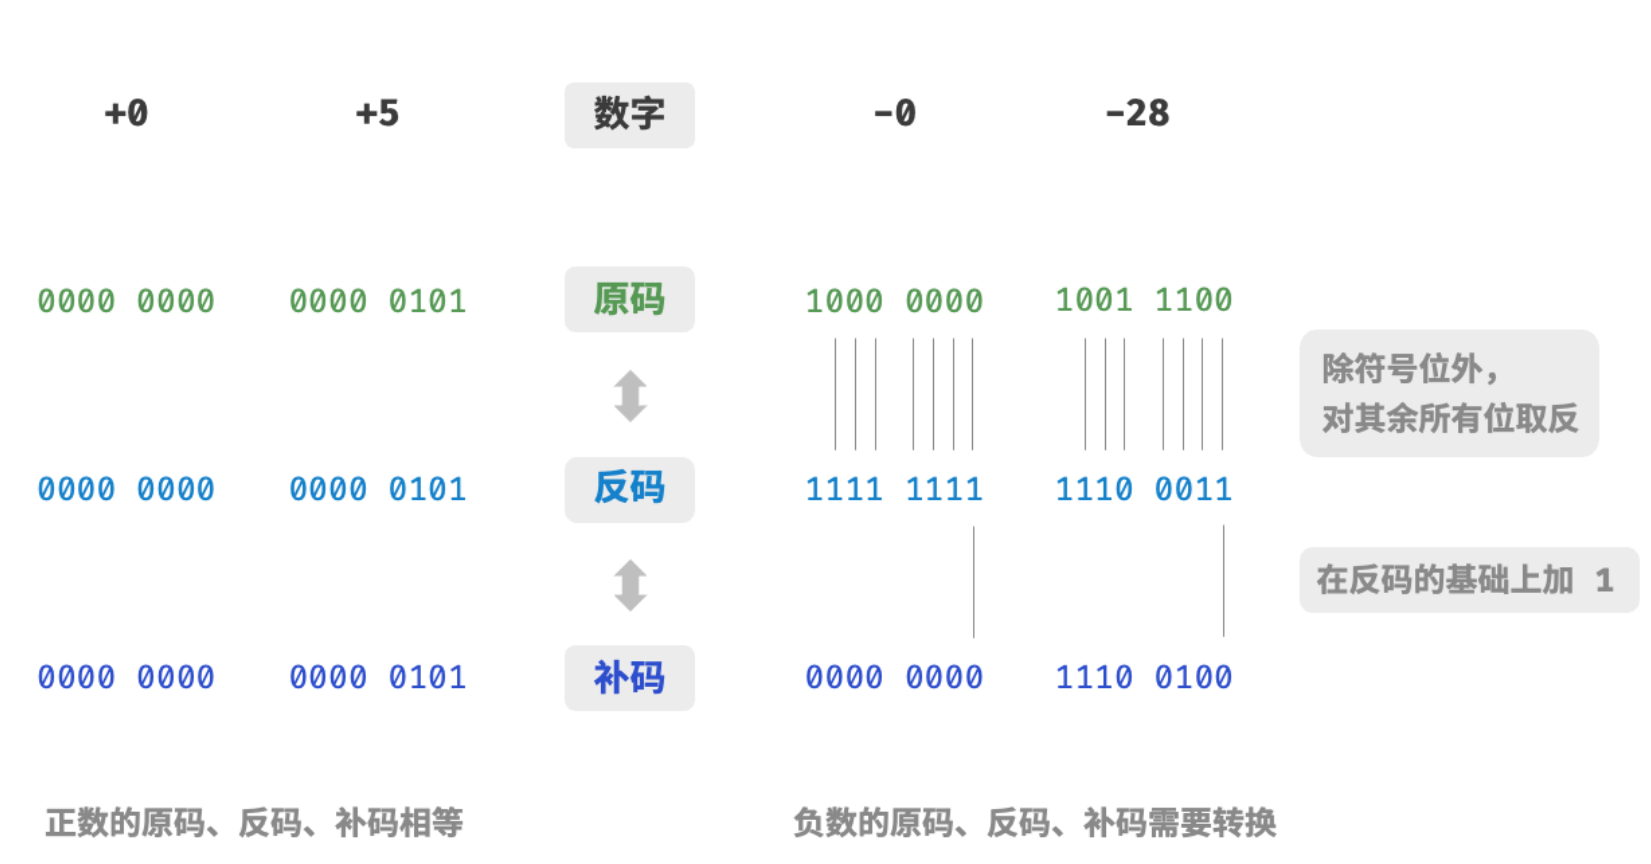 +0 +5 数字 -0 -28
0000 0000 0000 0101 原码 1000 0000 1001 1100
除符号位外，
对其余所有位取反
0000 0000 0000 0101 反码 1111 1111 1110 0011
在反码的基础上加 1
0000 0000 0000 0101 补码 0000 0000 1110 0100
正数的原码、反码、补码相等 负数的原码、反码、补码需要转换